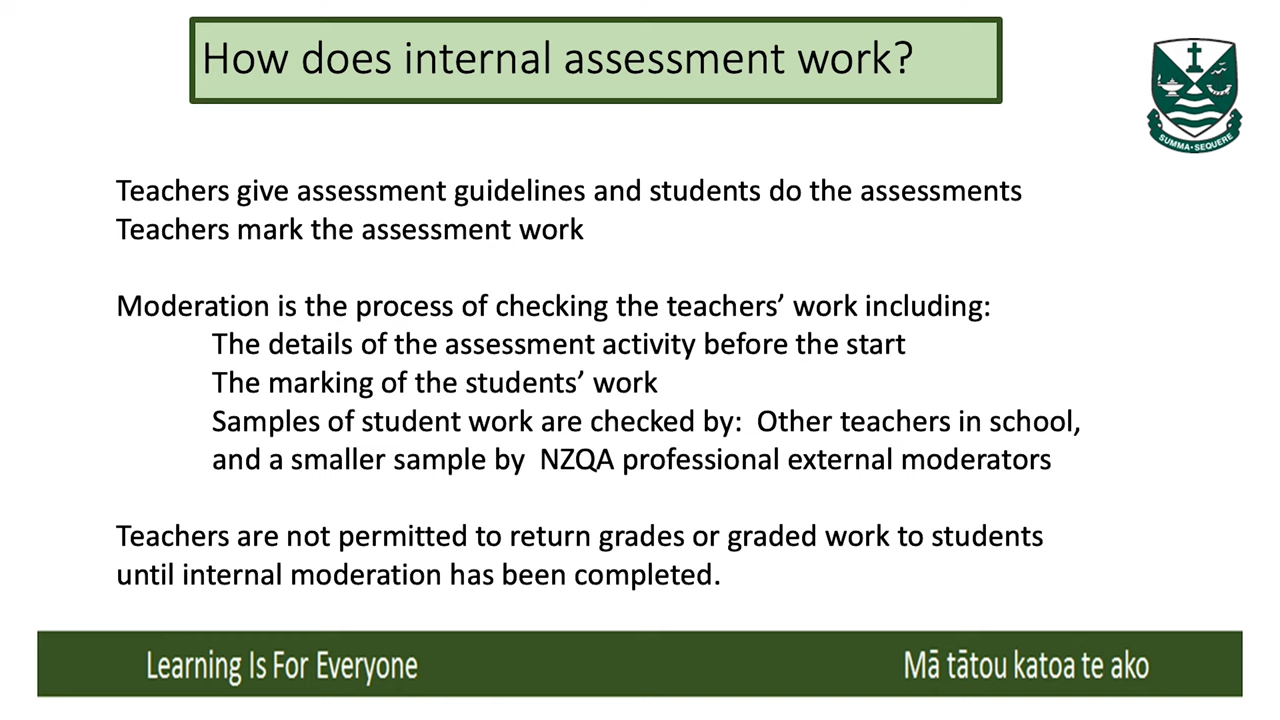 How does internal assessment work?
SUMMA·SEQUERE
Teachers give assessment guidelines and students do the assessments
Teachers mark the assessment work
Moderation is the process of checking the teachers’ work including:
The details of the assessment activity before the start
The marking of the students’ work
Samples of student work are checked by:  Other teachers in school,
and a smaller sample by  NZQA professional external moderators
Teachers are not permitted to return grades or graded work to students
until internal moderation has been completed.
Learning Is For Everyone
Mā tātou katoa te ako